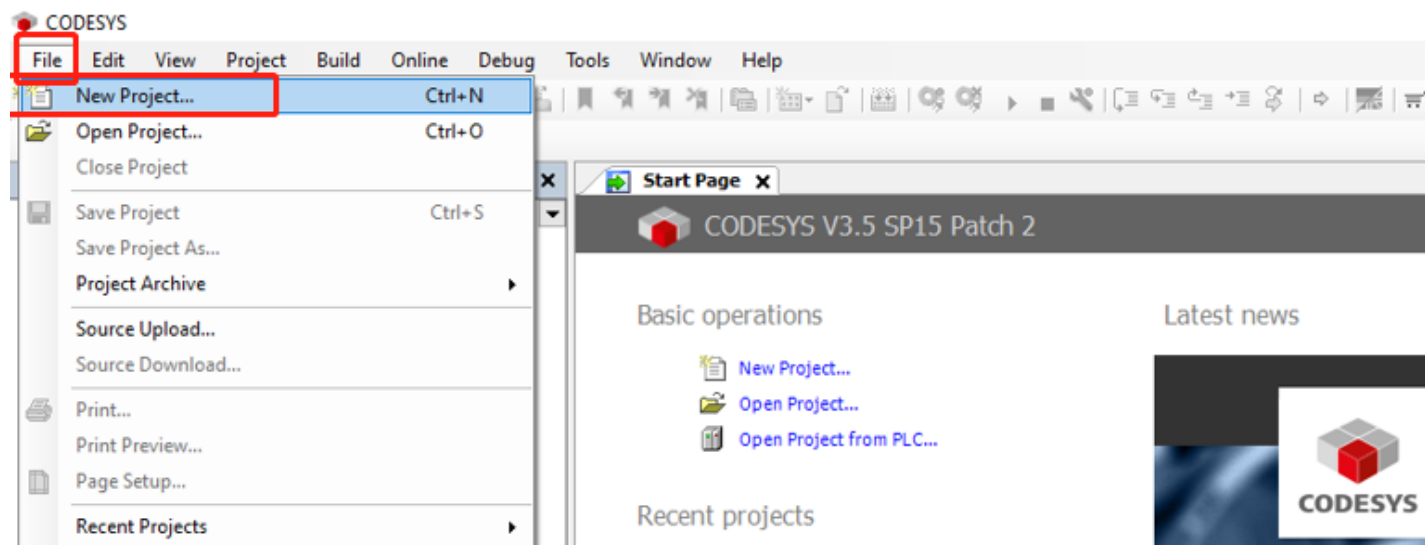 CODESYS
File Edit View Project Build Online Debug Tools Window Help
New Project... Ctrl+N
Open Project... Ctrl+O
Close Project
Save Project Ctrl+S
Save Project As...
Project Archive
Source Upload...
Source Download...
Print...
Print Preview...
Page Setup...
Recent Projects
Start Page
CODESYS V3.5 SP15 Patch 2
Basic operations
New Project...
Open Project...
Open Project from PLC...
Recent projects
Latest news
CODESYS